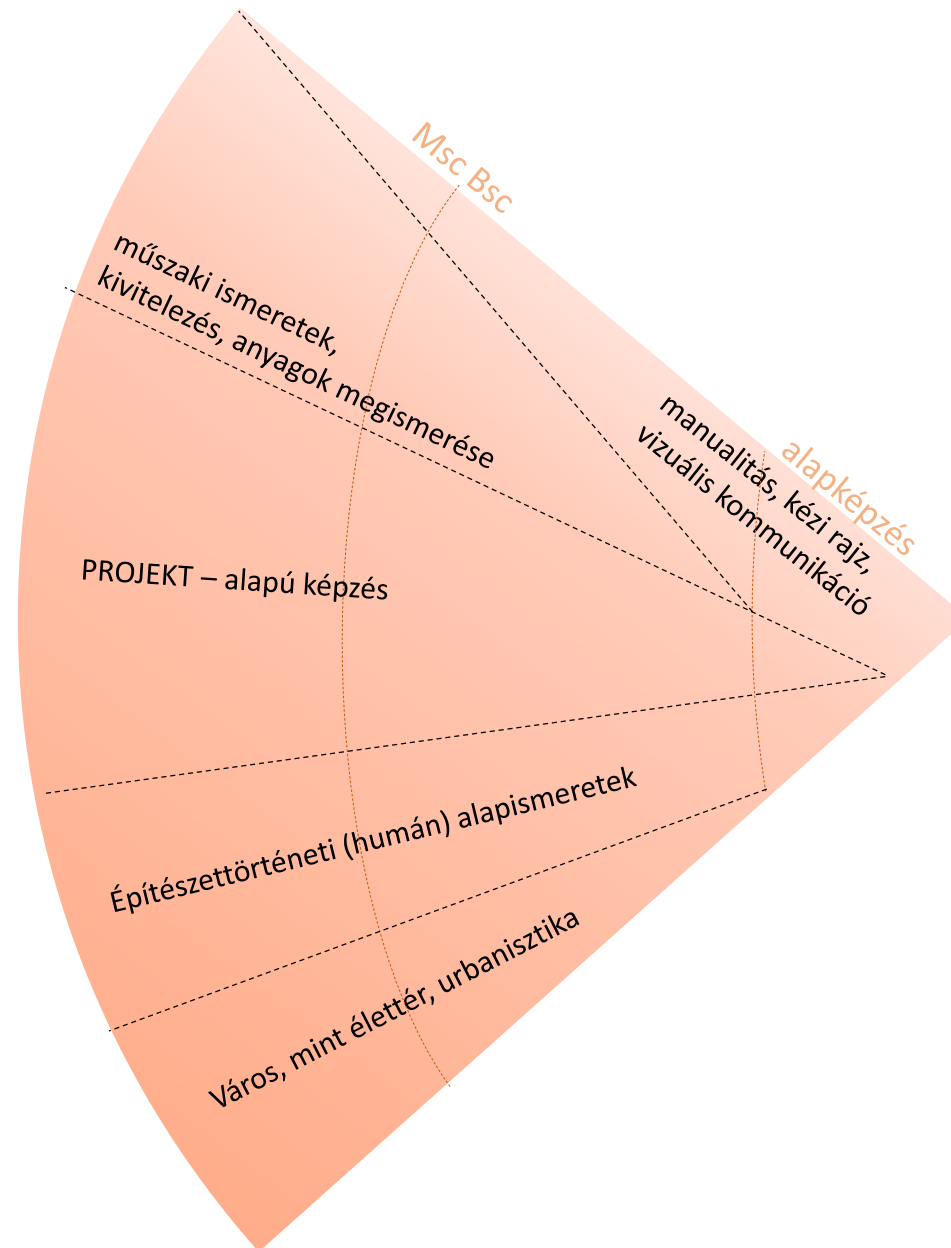 Msc Bsc
műszaki ismeretek,
kivitelezés, anyagok megismerése
manualitás, kézi rajz,
vizuális kommunikáció
alapképzés
PROJEKT – alapú képzés
Építészettörténeti (humán) alapismeretek
Város, mint élettér, urbanisztika